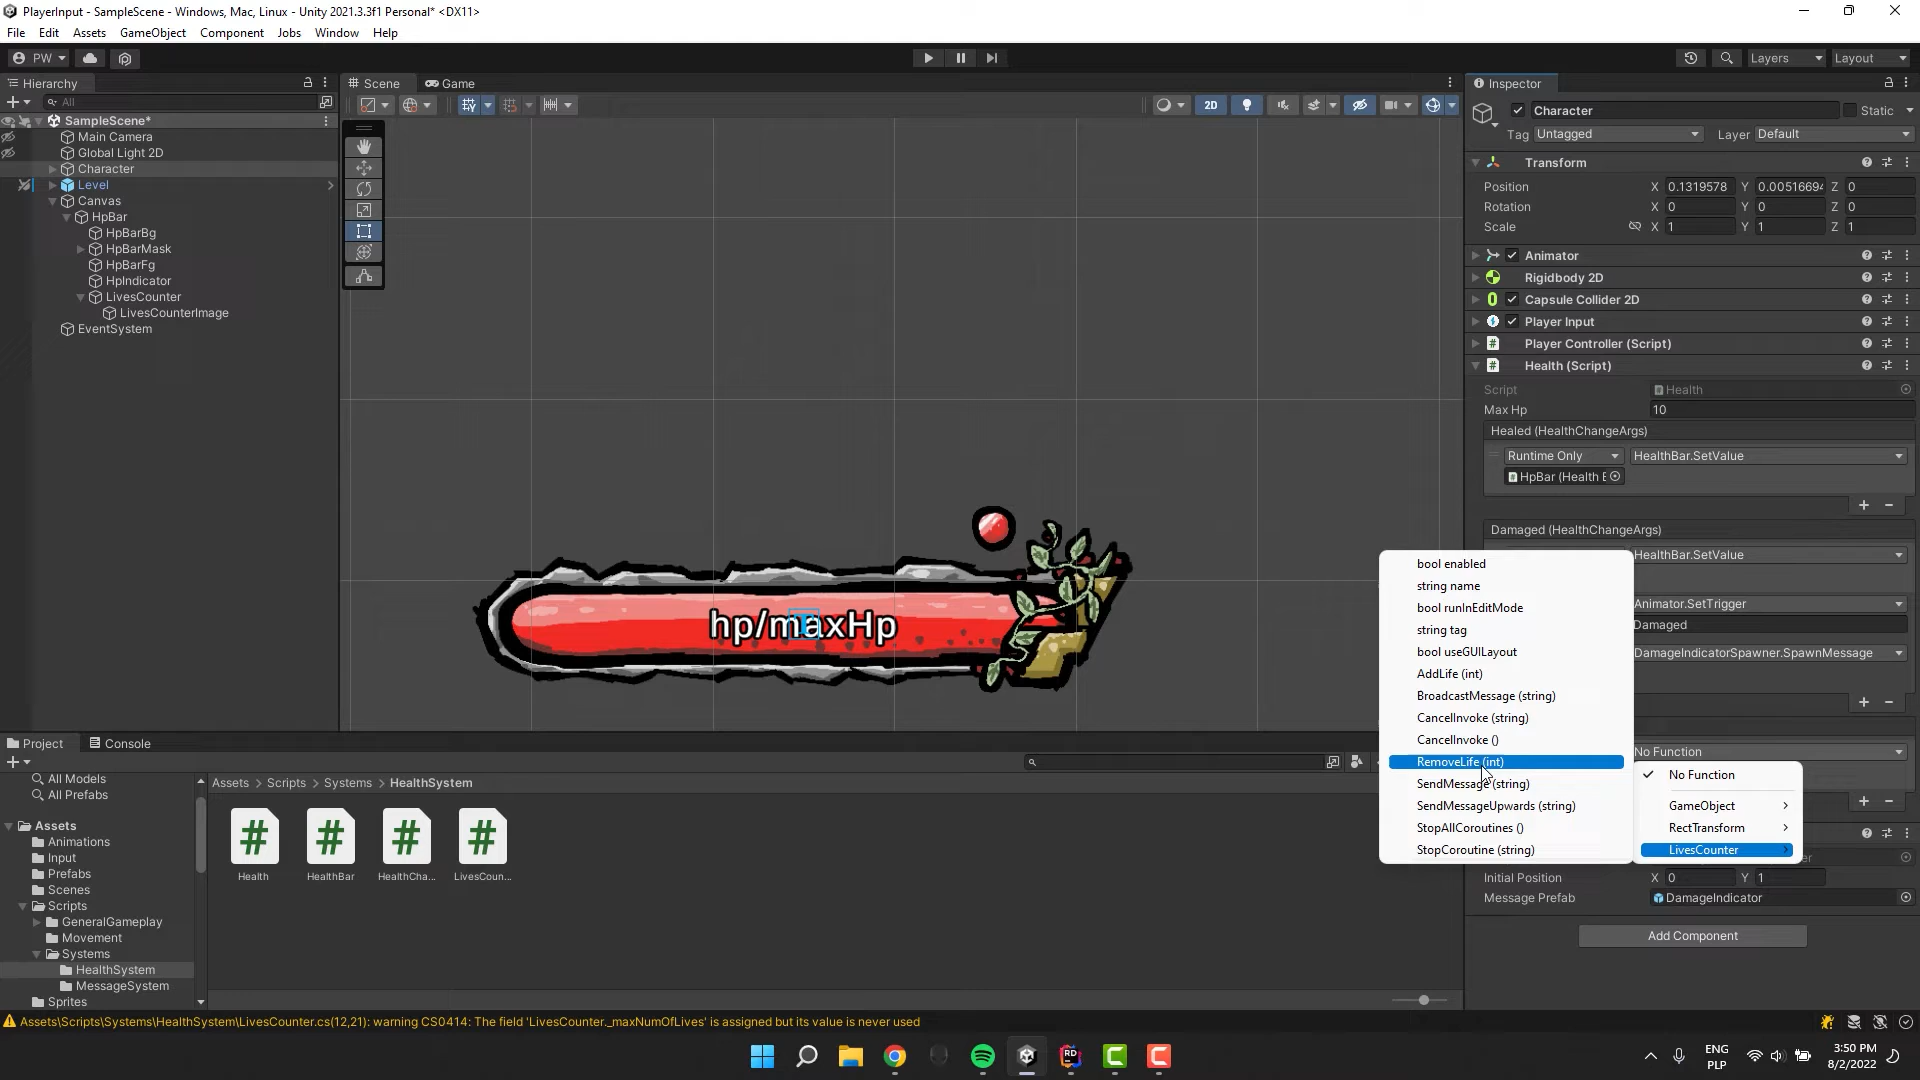 PlayerInput - SampleScene - Windows, Mac, Linux - Unity 2021.3.3f1 Personal* <DX11>
File Edit Assets GameObject Component Jobs Window Help
PW
Layers
Layout
Hierarchy
All
SampleScene*
Main Camera
Global Light 2D
Character
Level
Canvas
HpBar
HpBarBg
HpBarMask
HpBarFg
HpIndicator
LivesCounter
LivesCounterImage
EventSystem
Scene
Game
2D
hp/maxHp
Inspector
Character
Static
Tag Untagged
Layer Default
Transform
Position X 0.1319578 Y 0.00516694 Z 0
Rotation X 0 Y 0 Z 0
Scale X 1 Y 1 Z 1
Animator
Rigidbody 2D
Capsule Collider 2D
Player Input
Player Controller (Script)
Health (Script)
Script Health
Max Hp 10
Healed (HealthChangeArgs)
Runtime Only HealthBar.SetValue
HpBar (Health
Damaged (HealthChangeArgs)
HealthBar.SetValue
Animator.SetTrigger
Damaged
DamageIndicatorSpawner.SpawnMessage
No Function
bool enabled
string name
bool runInEditMode
string tag
bool useGUILayout
AddLife (int)
BroadcastMessage (string)
CancelInvoke (string)
CancelInvoke ()
RemoveLife (int)
SendMessage (string)
SendMessageUpwards (string)
StopAllCoroutines ()
StopCoroutine (string)
No Function
GameObject
RectTransform
LivesCounter
Initial Position X 0 Y 1
Message Prefab DamageIndicator
Add Component
Project
Console
All Models
All Prefabs
Assets
Animations
Input
Prefabs
Scenes
Scripts
GeneralGameplay
Movement
Systems
HealthSystem
MessageSystem
Sprites
Assets > Scripts > Systems > HealthSystem
Health
HealthBar
HealthCha...
LivesCoun...
Assets\Scripts\Systems\HealthSystem\LivesCounter.cs(12,21): warning CS0414: The field 'LivesCounter._maxNumOfLives' is assigned but its value is never used
RD
ENG
PLP
3:50 PM
8/2/2022